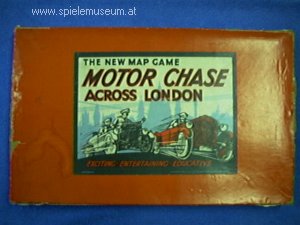 www.spielemuseum.at
THE NEW MAP GAME
MOTOR CHASE
ACROSS LONDON
EXCITING · ENTERTAINING · EDUCATIVE